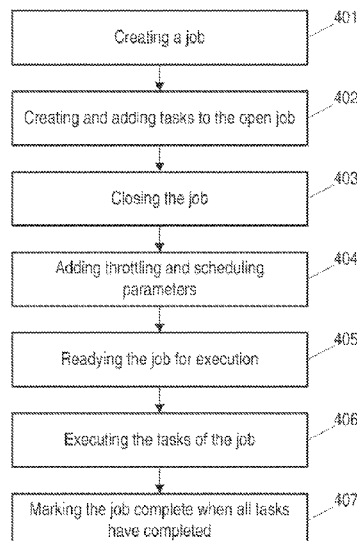 401
Creating a job
402
Creating and adding tasks to the open job
403
Closing the job
404
Adding throttling and scheduling
parameters
405
Readying the job for execution
406
Executing the tasks of the job
407
Marking the job complete when all tasks
have completed